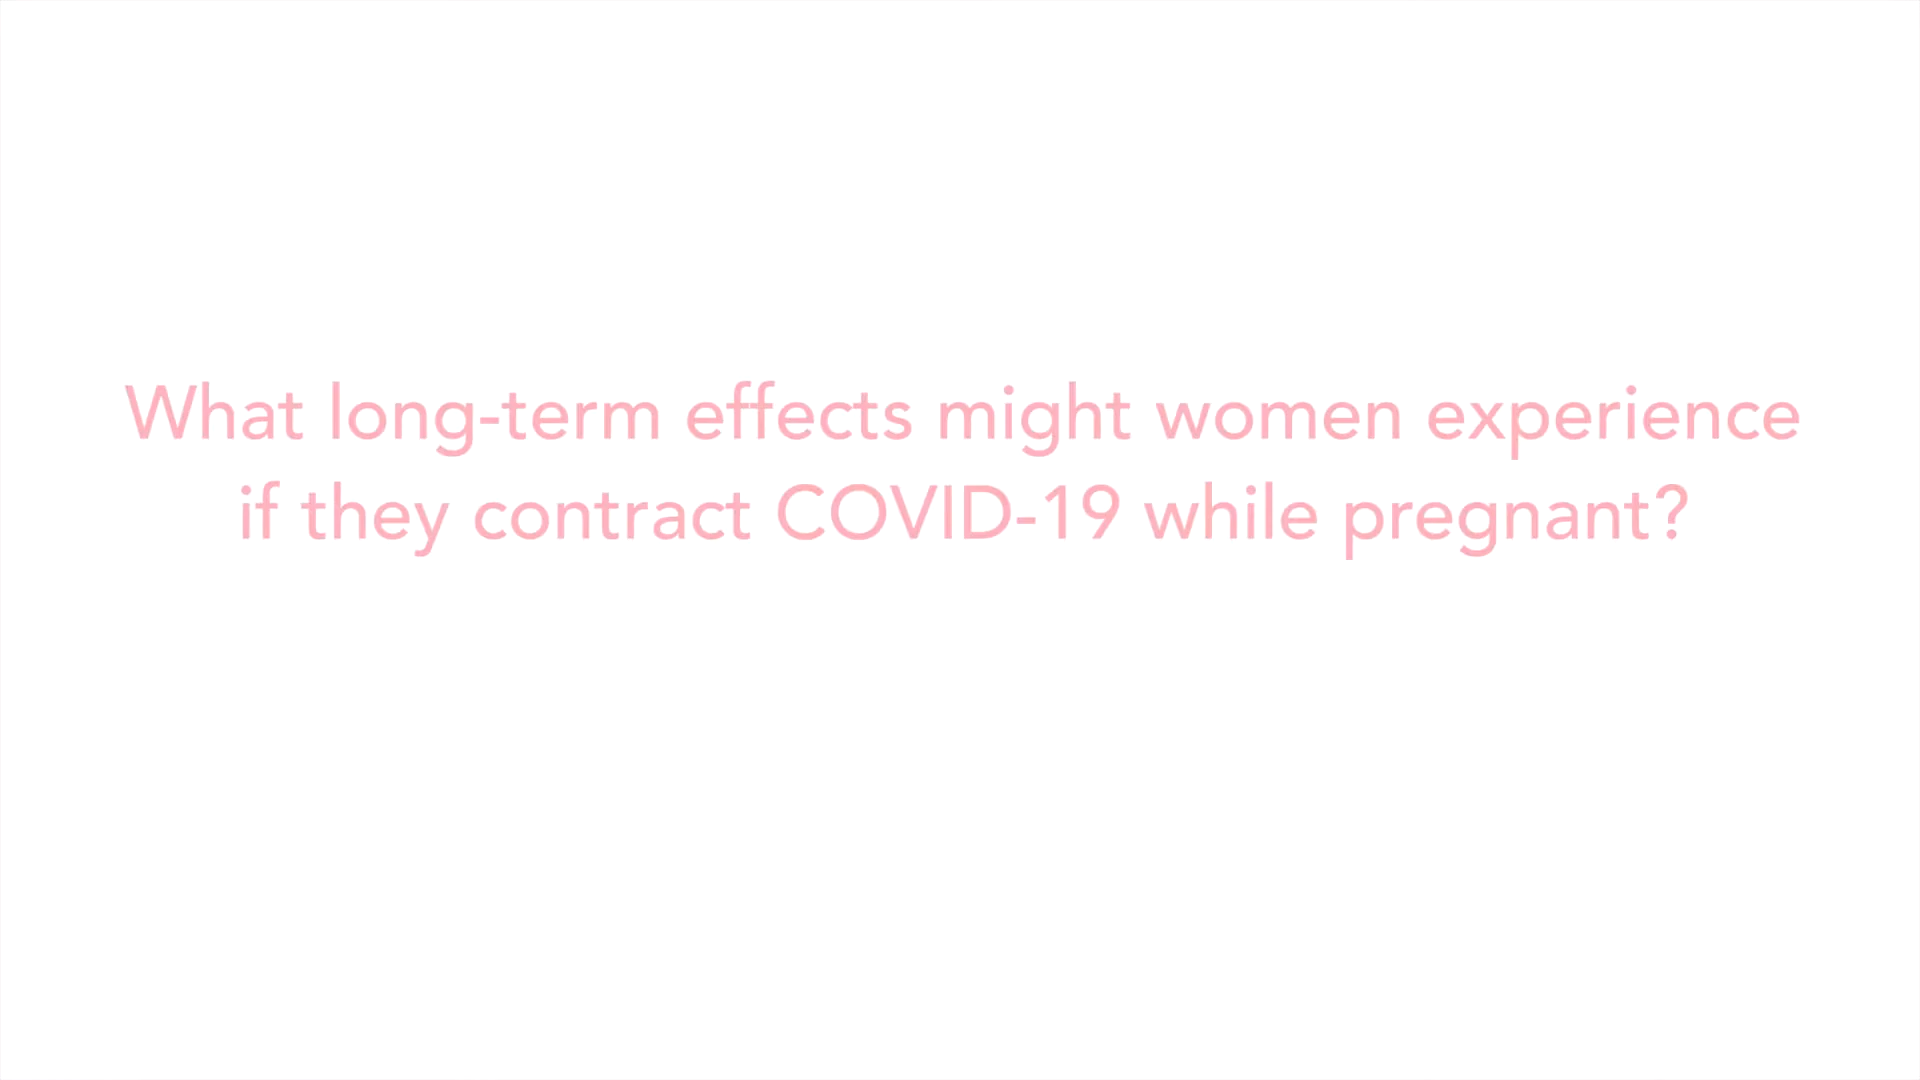 What long-term effects might women experience
if they contract COVID-19 while pregnant?